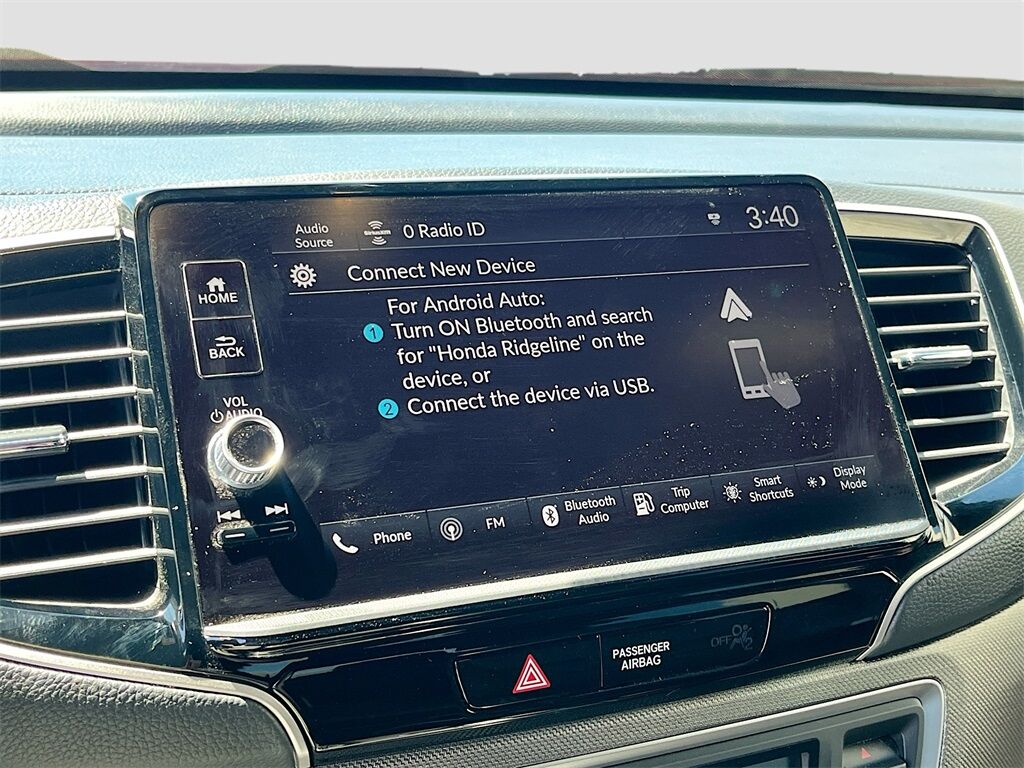 Audio
Source
SiriusXM
0 Radio ID
3:40
HOME
BACK
VOL
AUDIO
Connect New Device
For Android Auto:
1 Turn ON Bluetooth and search
for "Honda Ridgeline" on the
device, or
2 Connect the device via USB.
Phone
FM
Bluetooth
Audio
Trip
Computer
Smart
Shortcuts
Display
Mode
PASSENGER
AIRBAG
OFF
2